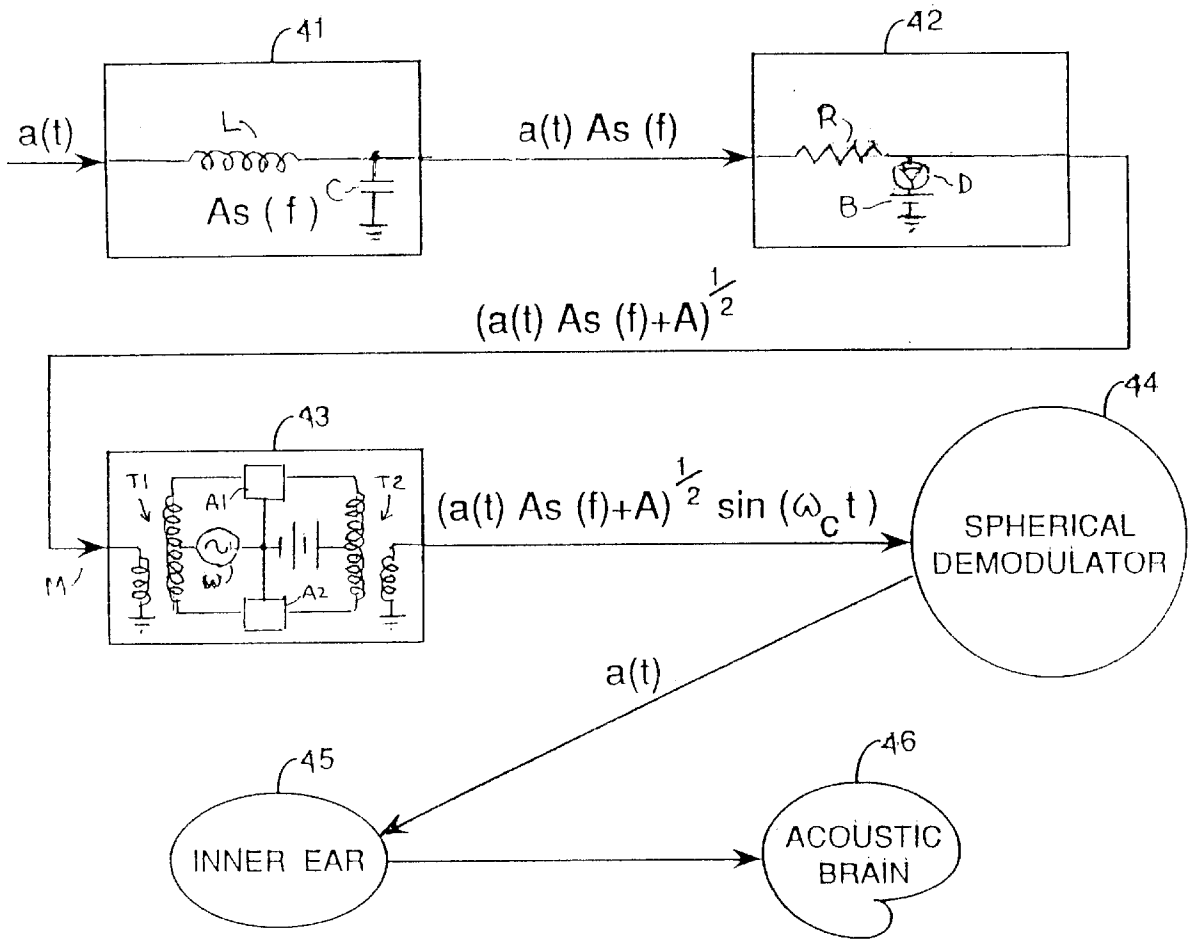 41
42
a(t)
L
As (f)
C
a(t) As (f)
R
D
B
(a(t) As (f)+A)^1/2
43
44
T1
A1
T2
M
ω
A2
(a(t) As (f)+A)^1/2 sin (ω_c t)
SPHERICAL
DEMODULATOR
a(t)
45
46
INNER EAR
ACOUSTIC
BRAIN